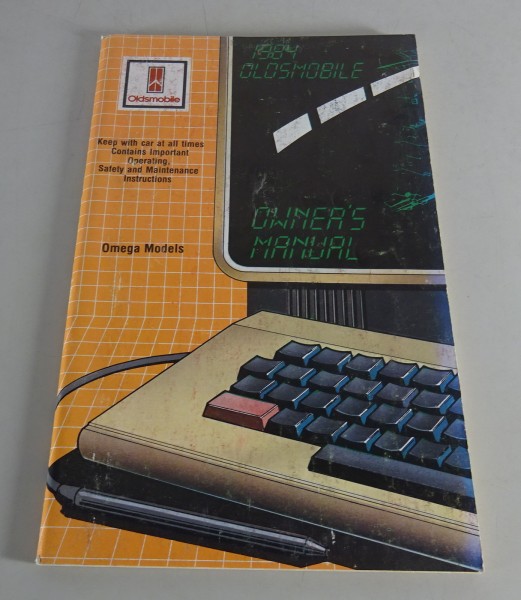 1984
OLDSMOBILE
Oldsmobile
Keep with car at all times
Contains Important
Operating,
Safety and Maintenance
Instructions
OWNER'S
MANUAL
Omega Models